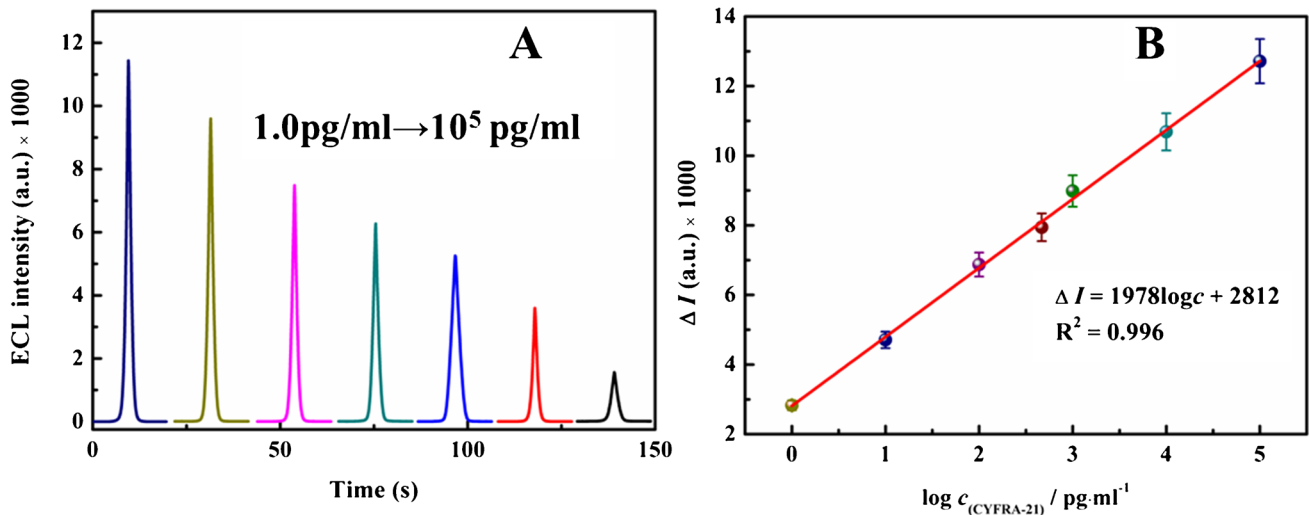 A
1.0pg/ml→10⁵ pg/ml
ECL intensity (a.u.) × 1000
12
10
8
6
4
2
0
0 50 100 150
Time (s)
B
Δ I (a.u.) × 1000
14
12
10
8
6
4
2
Δ I = 1978logc + 2812
R² = 0.996
0 1 2 3 4 5
log c(CYFRA-21) / pg·ml⁻¹